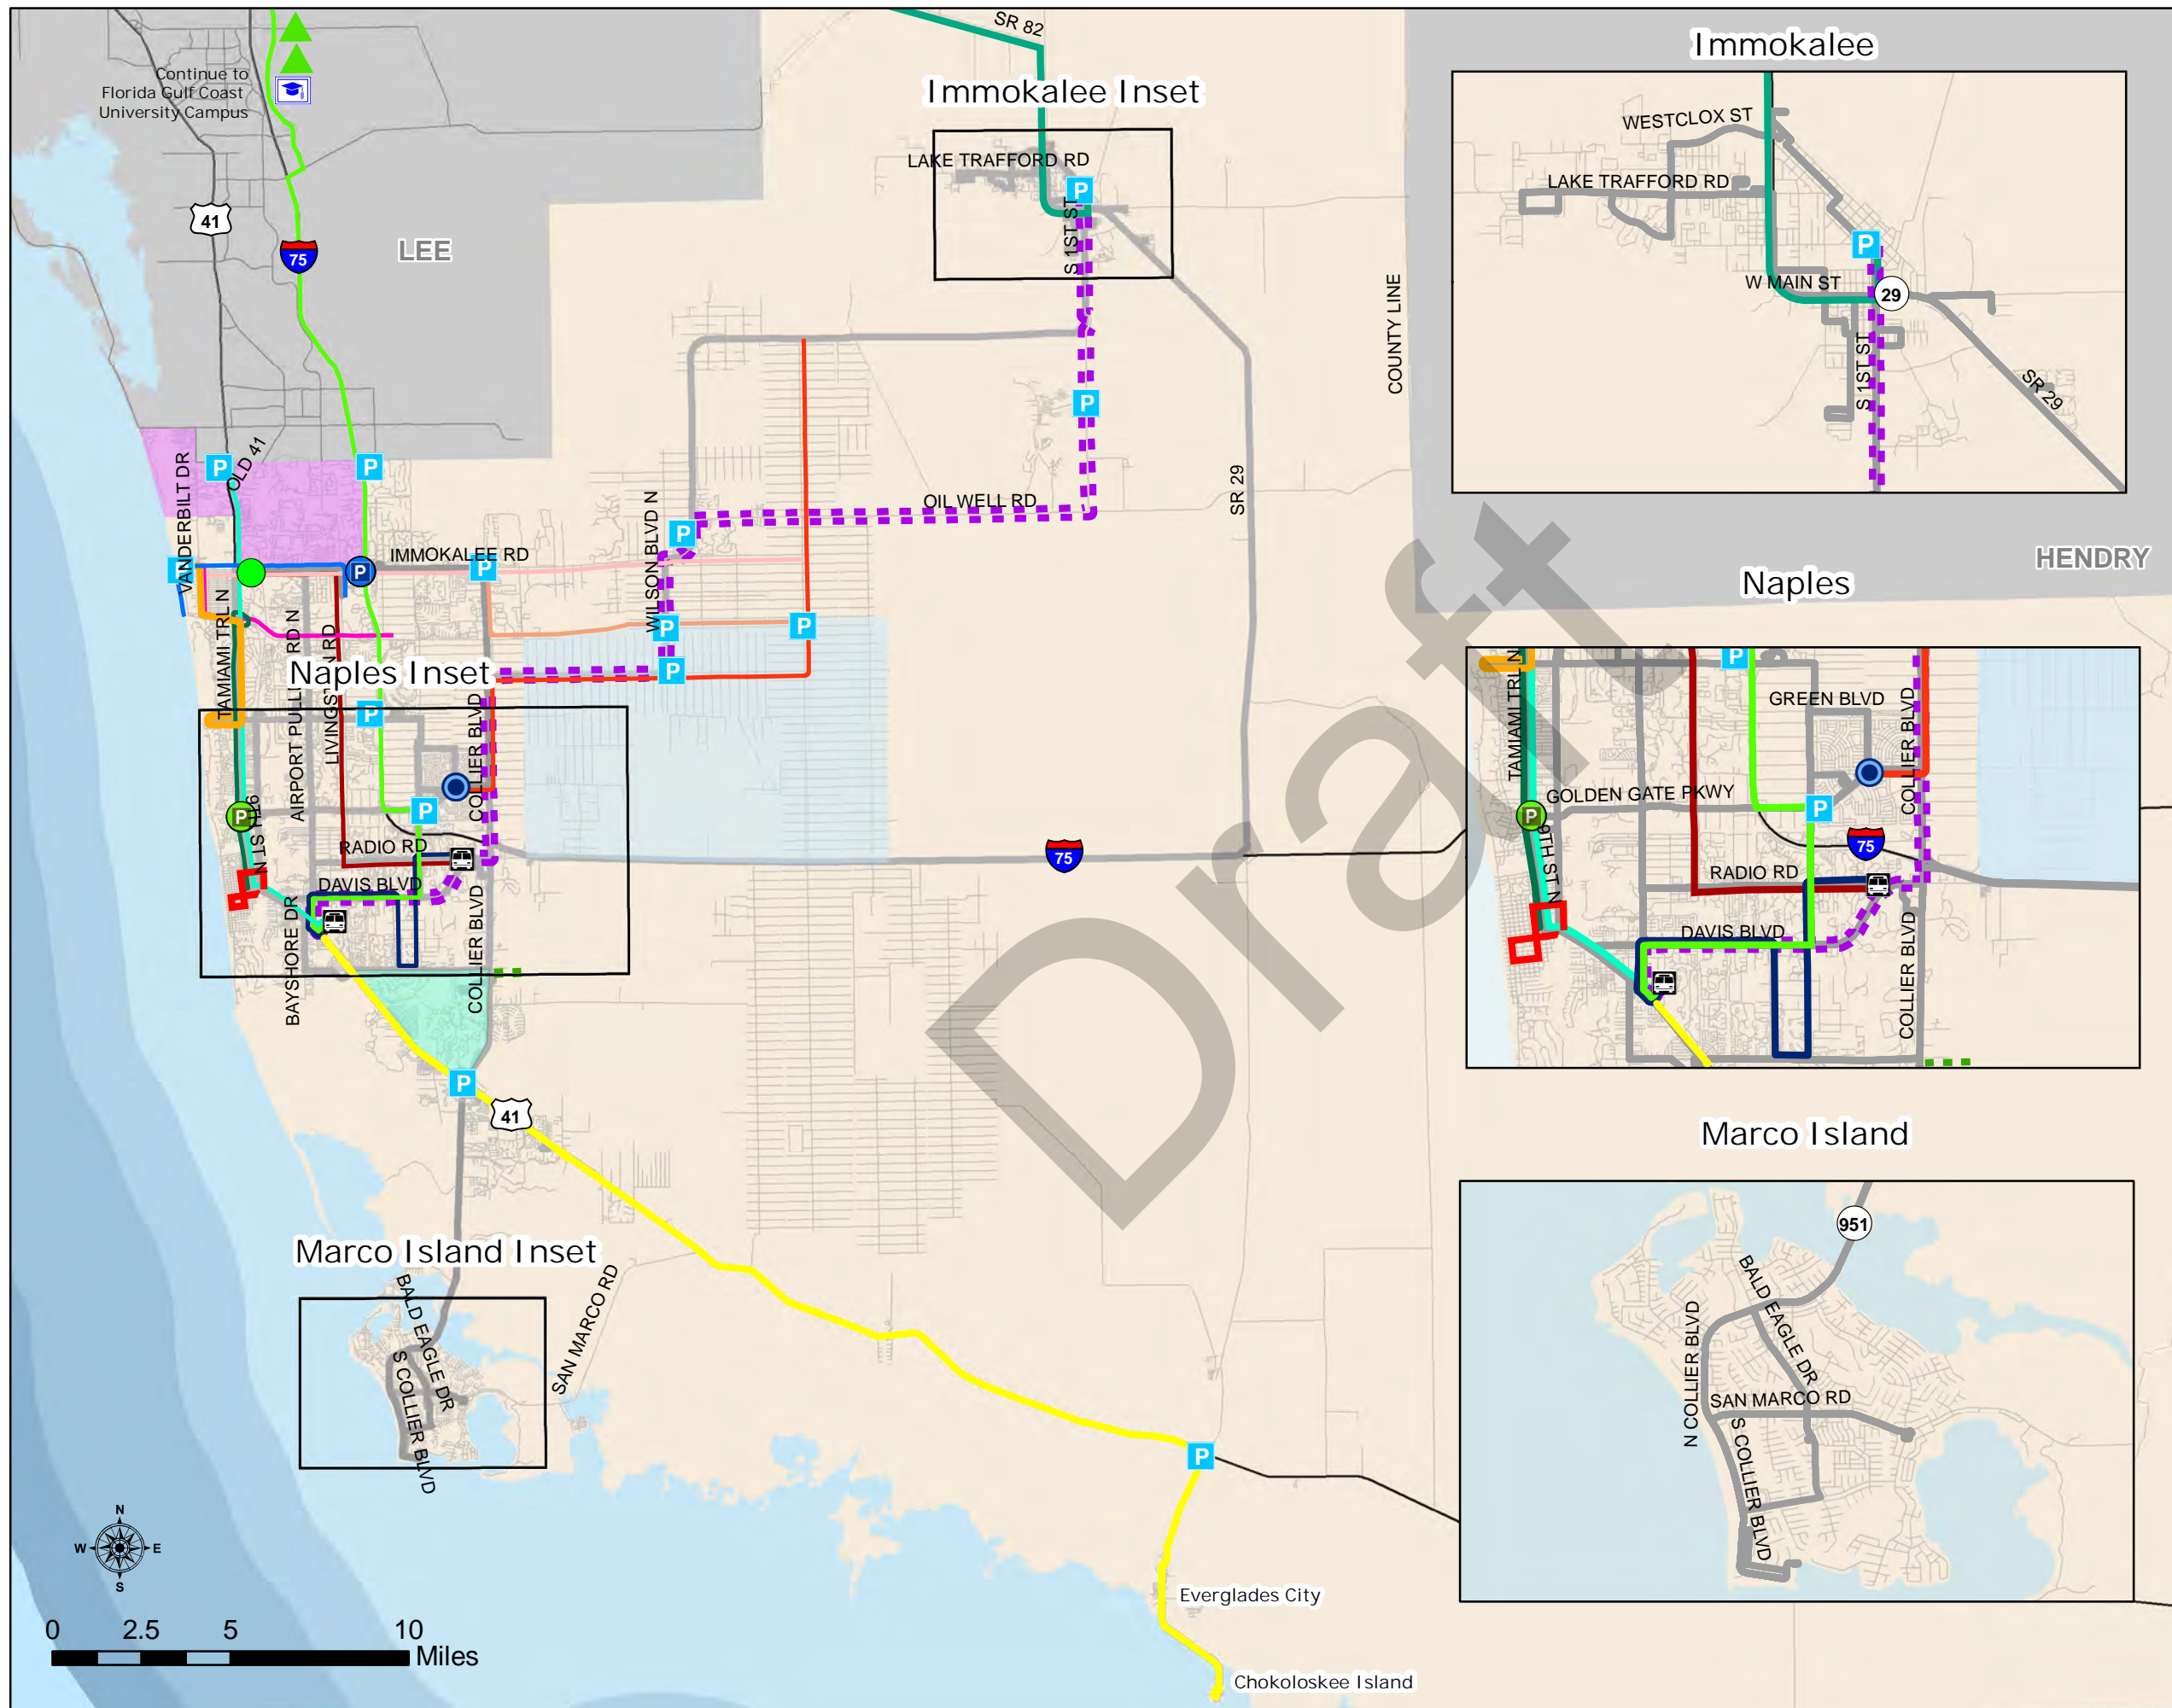 SR 82
Immokalee
Continue to
Florida Gulf Coast
University Campus
Immokalee Inset
WESTCLOX ST
LAKE TRAFFORD RD
LAKE TRAFFORD RD
P
P
41
75
LEE
S 1ST ST
W MAIN ST
29
S 1ST ST
SR 29
COUNTY LINE
P
P
P
OLD 41
VANDERBILT DR
WILSON BLVD N
OIL WELL RD
SR 29
P
IMMOKALEE RD
P
P
HENDRY
Naples
TAMIAMI TRL N
P
P
Naples Inset
P
P
AIRPORT PULL
RD N
LIVINGS
N RD
COLLIER BLVD
P
9TH ST N
P
RADIO RD
75
DAVIS BLVD
BAYSHORE DR
COLLIER BLVD
P
TAMIAMI TRL N
GREEN BLVD
COLLIER BLVD
GOLDEN GATE PKWY
P
P
9TH ST N
75
RADIO RD
DAVIS BLVD
COLLIER BLVD
Draft
P
41
Marco Island
Marco Island Inset
BALD EAGLE DR
S COLLIER BLVD
SAN MARCO RD
951
BALD EAGLE DR
N COLLIER BLVD
SAN MARCO RD
S COLLIER BLVD
P
N
W
E
S
Everglades City
0 2.5 5 10
Miles
Chokoloskee Island